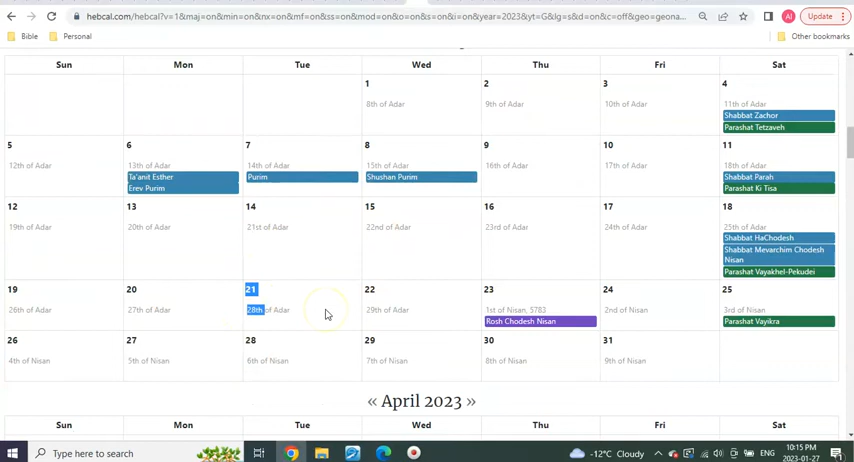 hebcal.com/hebcal?v=1&maj=on&min=on&nx=on&mf=on&ss=on&mod=on&o=on&s=on&i=on&year=2023&yt=G&lg=s&d=on&c=off&geo=geona...
AI
Update
Bible
Personal
Other bookmarks
Sun Mon Tue Wed Thu Fri Sat
1 2 3 4
8th of Adar 9th of Adar 10th of Adar 11th of Adar
Shabbat Zachor
Parashat Tetzaveh
5 6 7 8 9 10 11
12th of Adar 13th of Adar 14th of Adar 15th of Adar 16th of Adar 17th of Adar 18th of Adar
Ta'anit Esther Purim Shushan Purim Shabbat Parah
Erev Purim Parashat Ki Tisa
12 13 14 15 16 17 18
19th of Adar 20th of Adar 21st of Adar 22nd of Adar 23rd of Adar 24th of Adar 25th of Adar
Shabbat HaChodesh
Shabbat Mevarchim Chodesh
Nisan
Parashat Vayakhel-Pekudei
19 20 21 22 23 24 25
26th of Adar 27th of Adar 28th of Adar 29th of Adar 1st of Nisan, 5783 2nd of Nisan 3rd of Nisan
Rosh Chodesh Nisan Parashat Vayikra
26 27 28 29 30 31
4th of Nisan 5th of Nisan 6th of Nisan 7th of Nisan 8th of Nisan 9th of Nisan
« April 2023 »
Sun Mon Tue Wed Thu Fri Sat
Type here to search
-12°C Cloudy
ENG
10:15 PM
2023-01-27